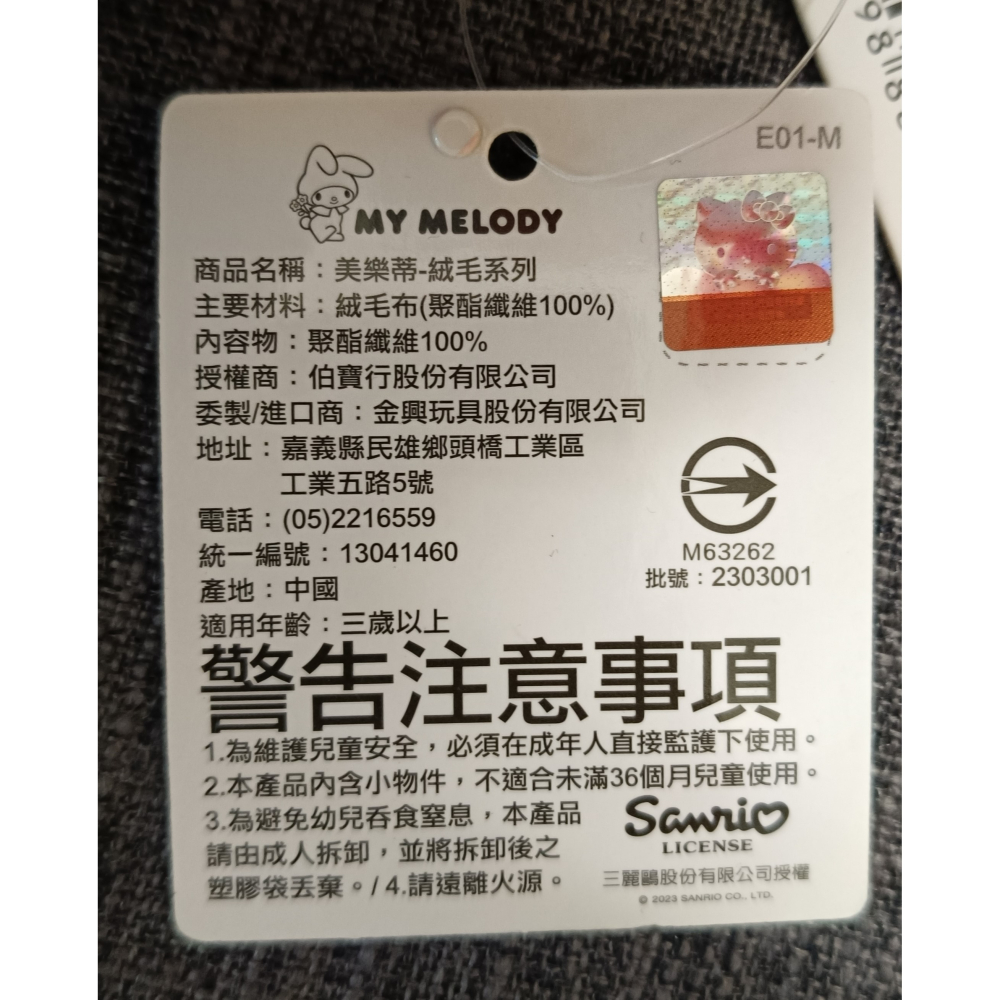 E01-M
MY MELODY
商品名稱：美樂蒂-絨毛系列
主要材料：絨毛布(聚酯纖維100%)
內容物：聚酯纖維100%
授權商：伯寶行股份有限公司
委製/進口商：金興玩具股份有限公司
地址：嘉義縣民雄鄉頭橋工業區
工業五路5號
電話：(05)2216559
統一編號：13041460
產地：中國
適用年齡：三歲以上
M63262
批號：2303001
警告注意事項
1.為維護兒童安全，必須在成年人直接監護下使用。
2.本產品內含小物件，不適合未滿36個月兒童使用。
3.為避免幼兒吞食窒息，本產品
請由成人拆卸，並將拆卸後之
塑膠袋丟棄。/ 4.請遠離火源。
Sanrio
LICENSE
三麗鷗股份有限公司授權
© 2023 SANRIO CO., LTD.